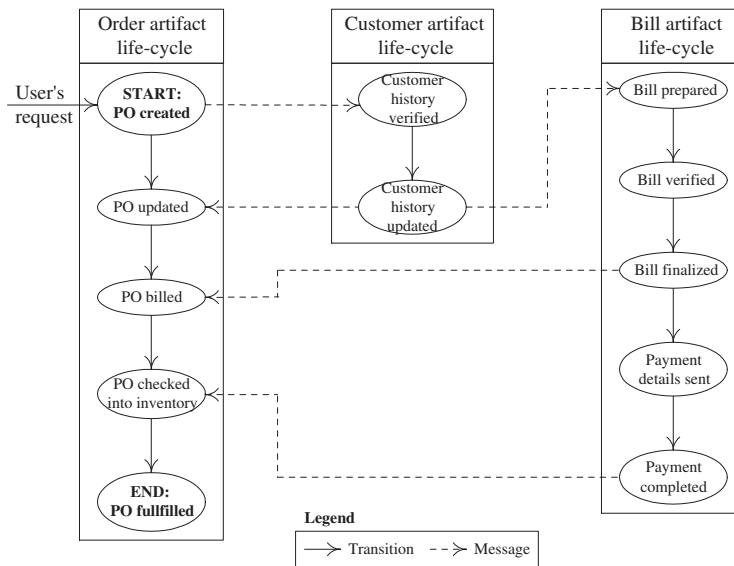 Order artifact
life-cycle
Customer artifact
life-cycle
Bill artifact
life-cycle
User's
request
START:
PO created
PO updated
PO billed
PO checked
into inventory
END:
PO fullfilled
Customer
history
verified
Customer
history
updated
Bill prepared
Bill verified
Bill finalized
Payment
details sent
Payment
completed
Legend
Transition
Message